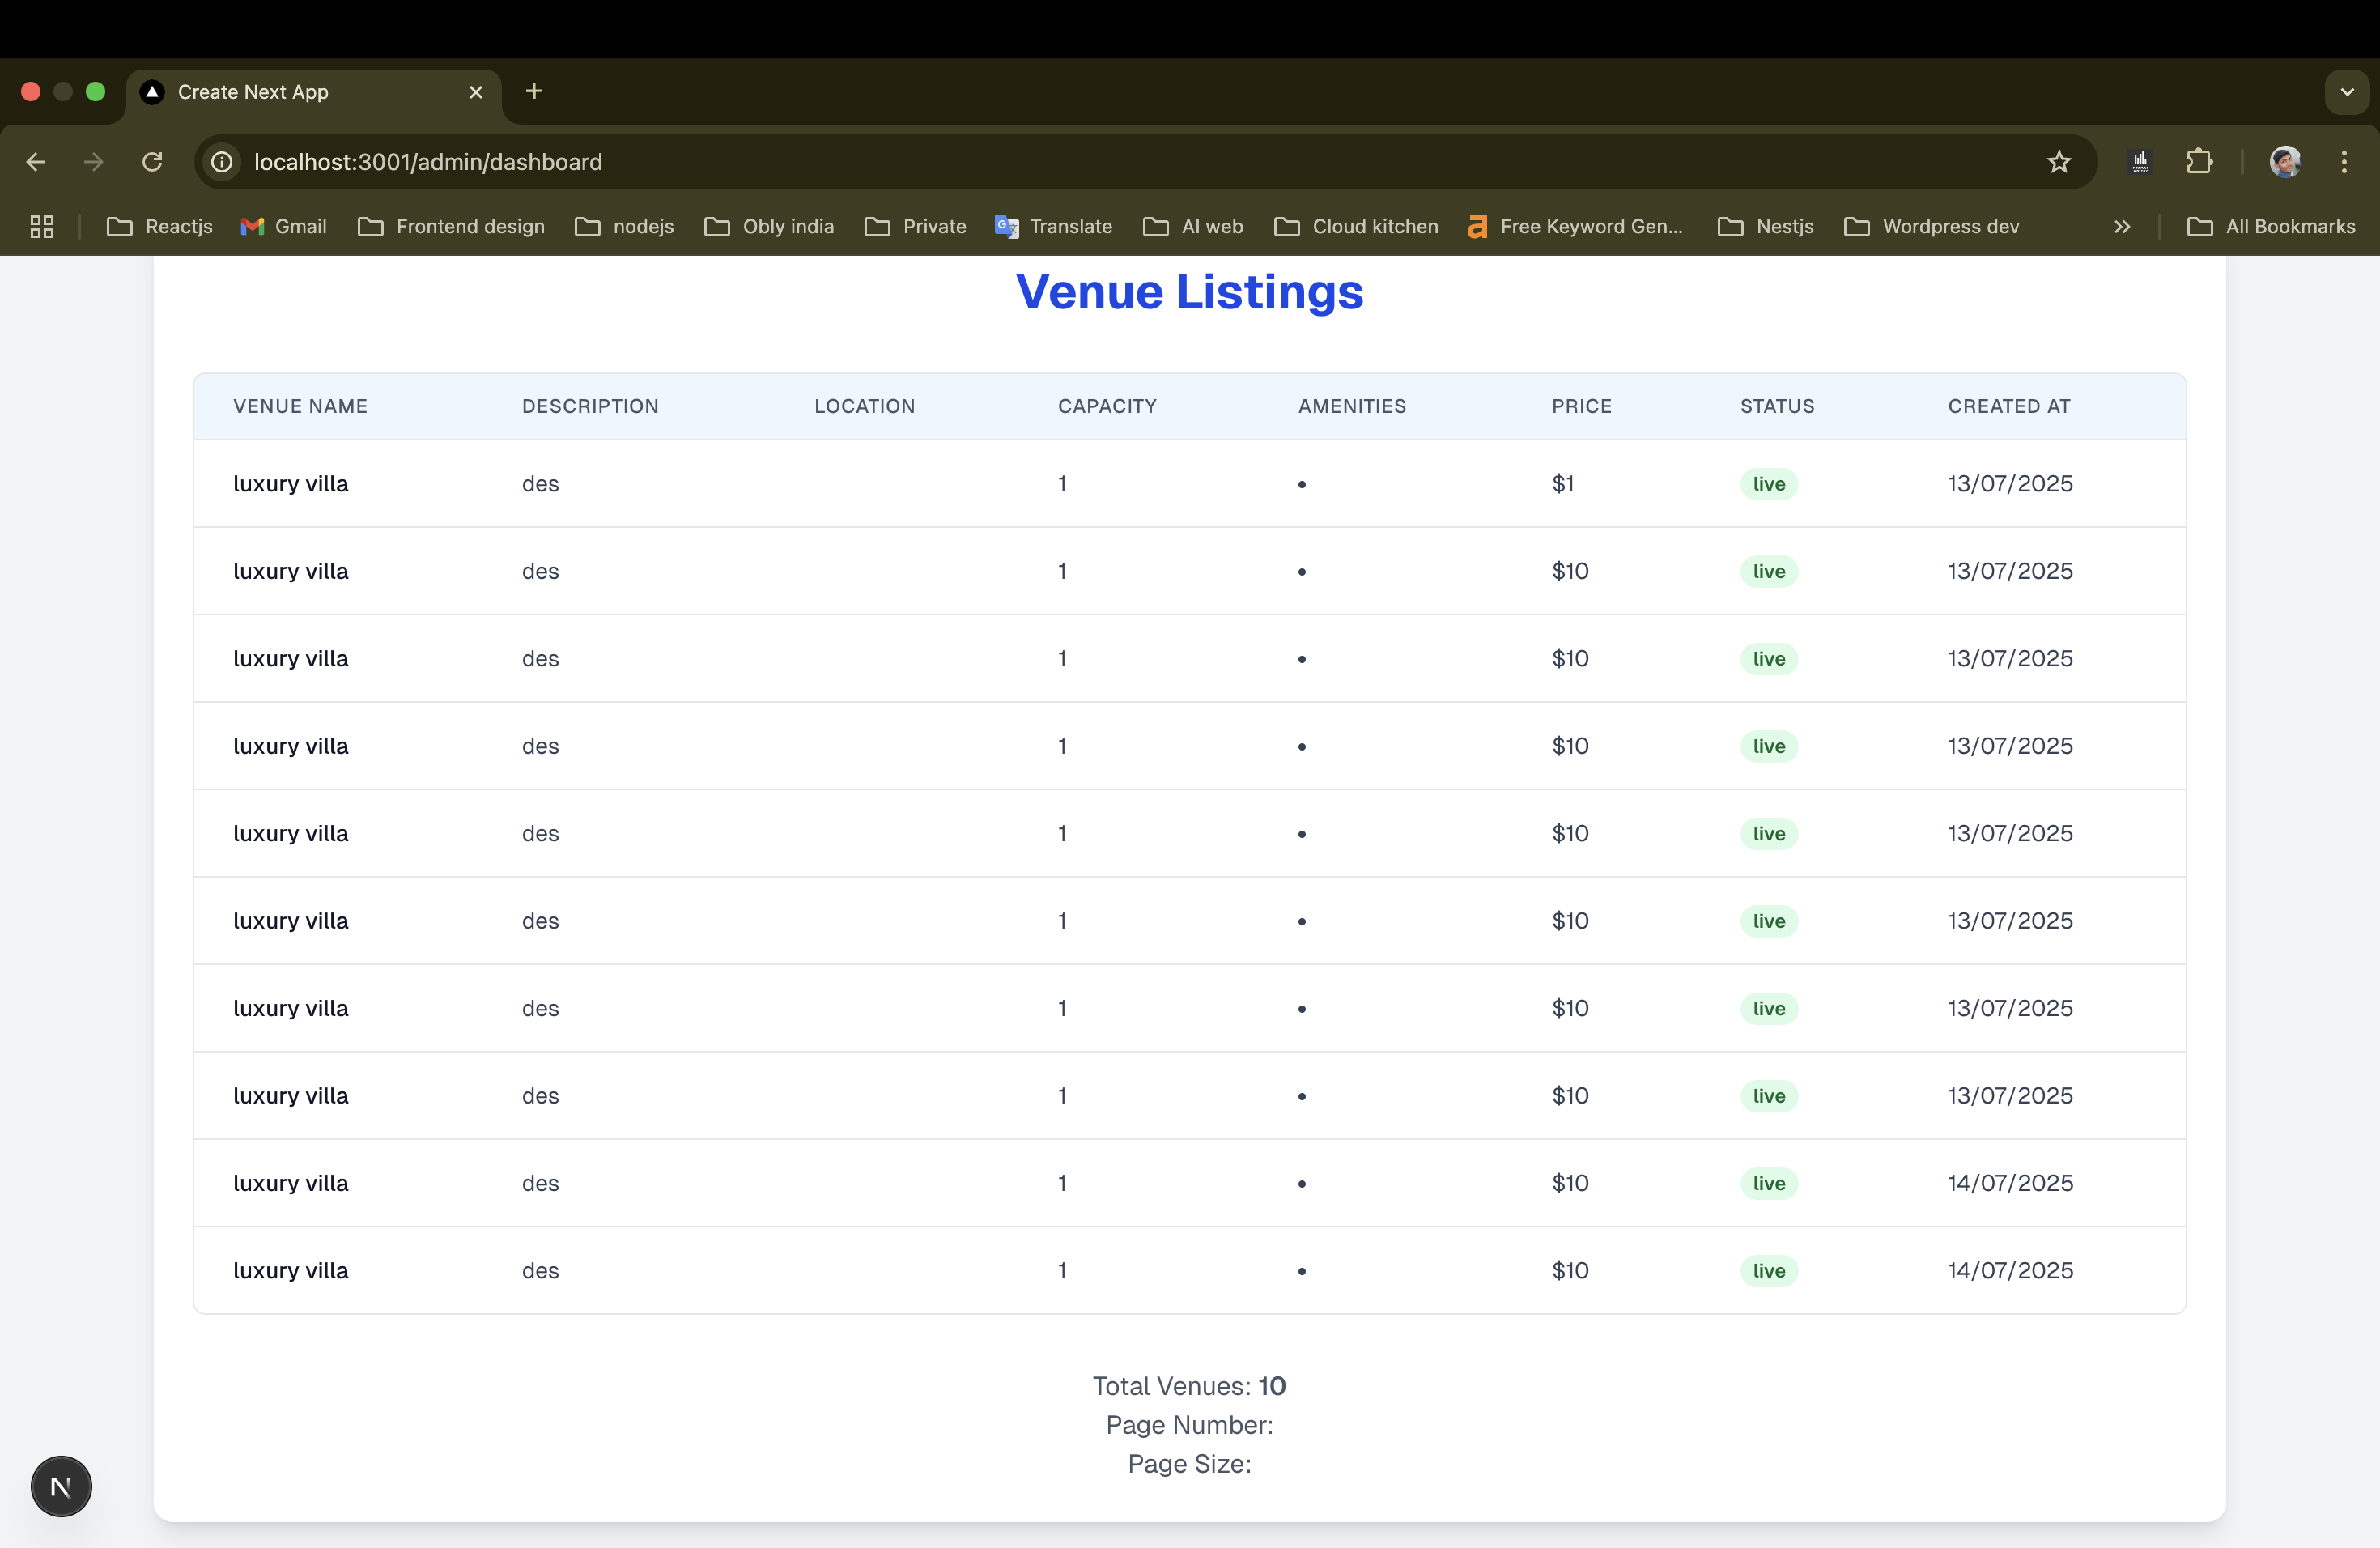 Create Next App
localhost:3001/admin/dashboard
Reactjs Gmail Frontend design nodejs Obly india Private Translate AI web Cloud kitchen Free Keyword Gen... Nestjs Wordpress dev All Bookmarks
Venue Listings
VENUE NAME DESCRIPTION LOCATION CAPACITY AMENITIES PRICE STATUS CREATED AT
luxury villa des 1 • $1 live 13/07/2025
luxury villa des 1 • $10 live 13/07/2025
luxury villa des 1 • $10 live 13/07/2025
luxury villa des 1 • $10 live 13/07/2025
luxury villa des 1 • $10 live 13/07/2025
luxury villa des 1 • $10 live 13/07/2025
luxury villa des 1 • $10 live 13/07/2025
luxury villa des 1 • $10 live 13/07/2025
luxury villa des 1 • $10 live 14/07/2025
luxury villa des 1 • $10 live 14/07/2025
Total Venues: 10
Page Number:
Page Size:
N